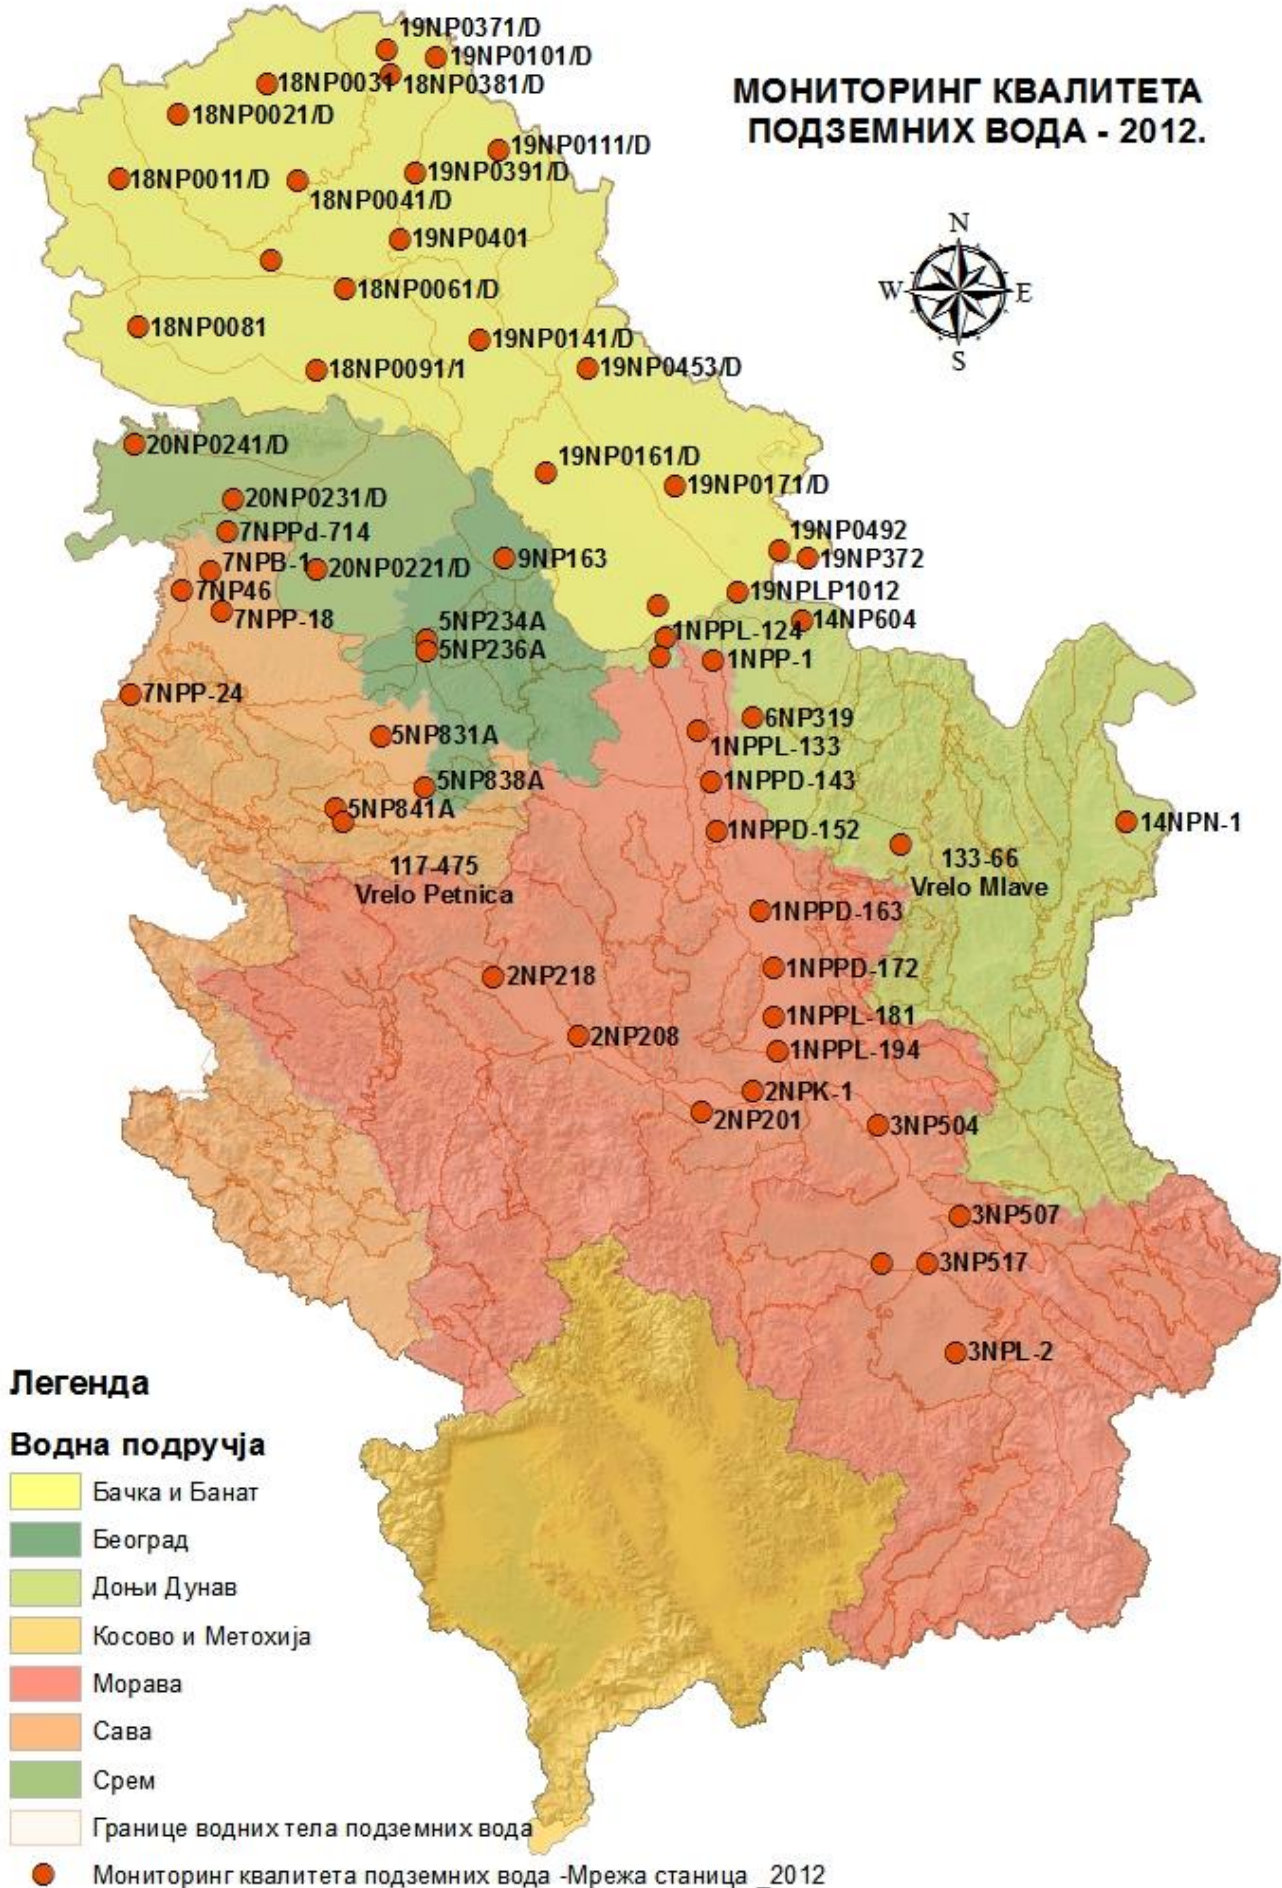 МОНИТОРИНГ КВАЛИТЕТА
ПОДЗЕМНИХ ВОДА - 2012.
N
W
E
S
19NP0371/D
19NP0101/D
18NP0031
18NP0381/D
18NP0021/D
19NP0111/D
18NP0011/D
19NP0391/D
18NP0041/D
19NP0401
18NP0061/D
18NP0081
19NP0141/D
18NP0091/1
19NP0453/D
20NP0241/D
19NP0161/D
19NP0171/D
20NP0231/D
7NPPd-714
19NP0492
19NP372
7NPB-1
20NP0221/D
9NP163
7NP46
19NPLP1012
7NPP-18
5NP234A
14NP604
1NPPL-124
5NP236A
1NPP-1
7NPP-24
6NP319
5NP831A
1NPPL-133
5NP838A
1NPPD-143
5NP841A
14NPN-1
1NPPD-152
117-475
Vrelo Petnica
133-66
Vrelo Mlave
1NPPD-163
2NP218
1NPPD-172
1NPPL-181
2NP208
1NPPL-194
2NPK-1
2NP201
3NP504
3NP507
3NP517
3NPL-2
Легенда
Водна подручја
Бачка и Банат
Београд
Доњи Дунав
Косово и Метохија
Морава
Сава
Срем
Границе водних тела подземних вода
Мониторинг квалитета подземних вода -Мрежа станица _2012